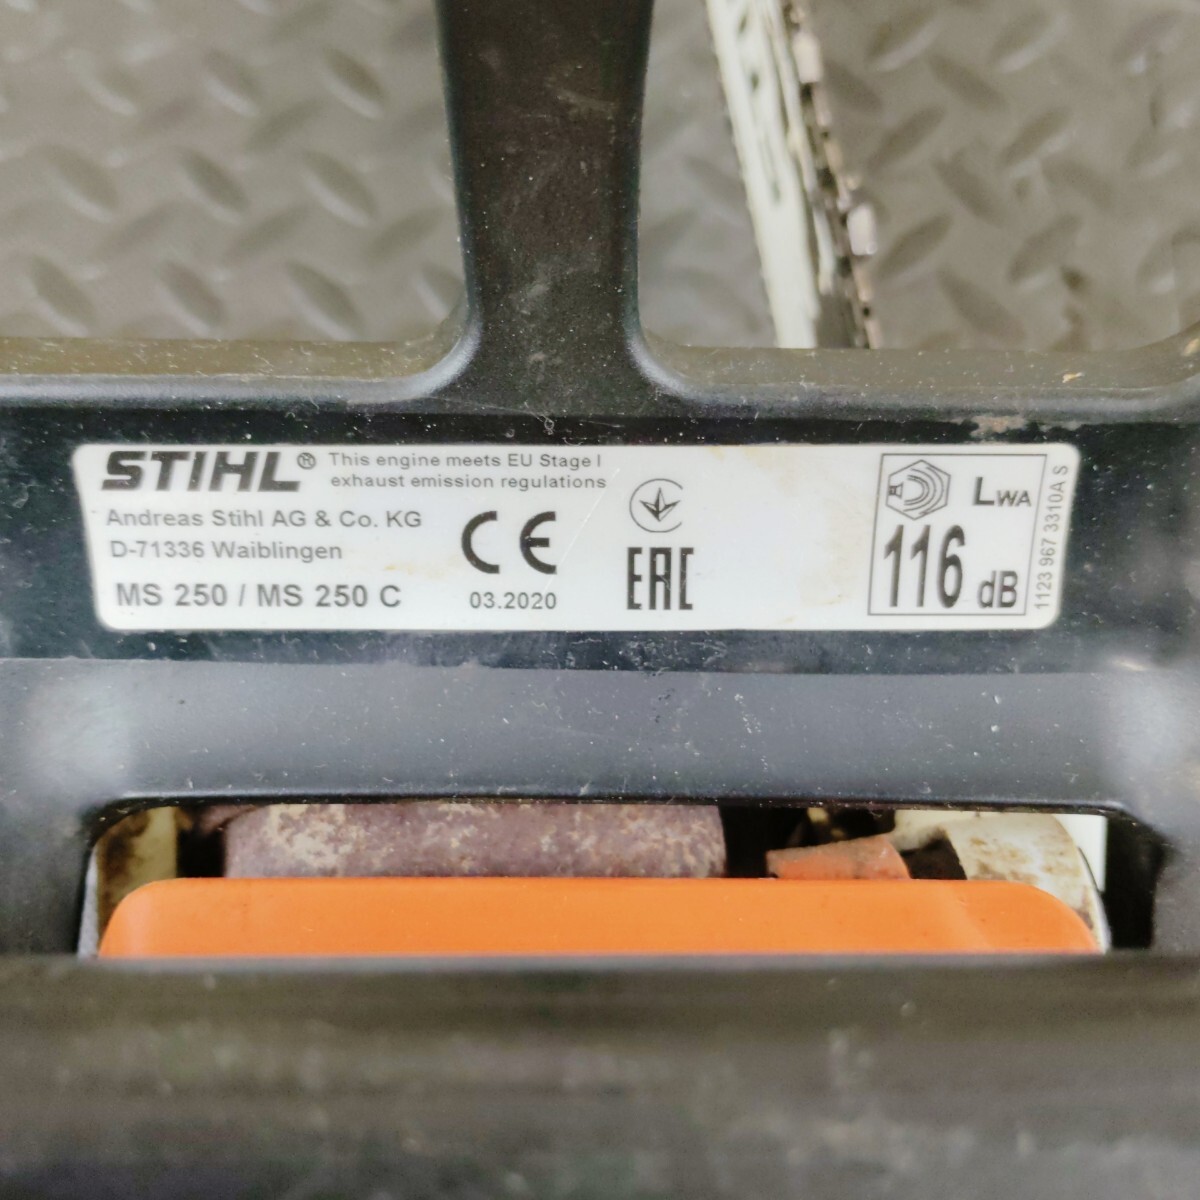 STIHL® This engine meets EU Stage I
exhaust emission regulations
Andreas Stihl AG & Co. KG
D-71336 Waiblingen
MS 250 / MS 250 C
CE
03.2020
EAC
LWA
116 dB
1123 967 3310A S